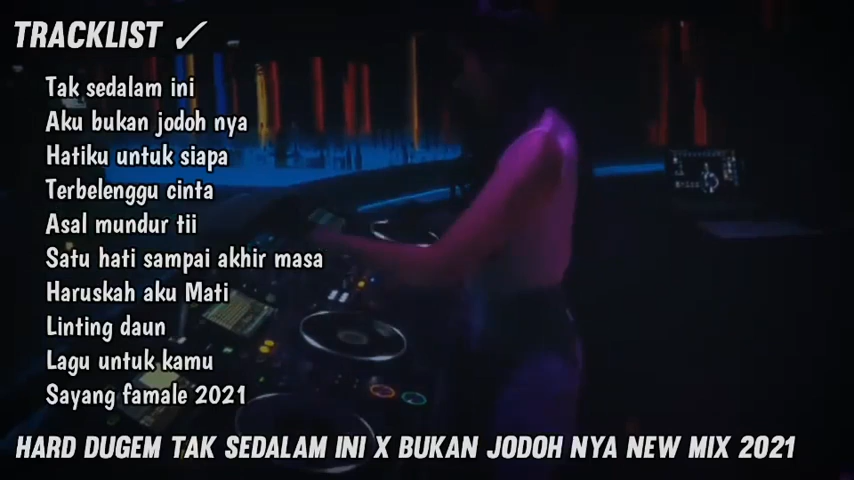 TRACKLIST ✓
Tak sedalam ini
Aku bukan jodoh nya
Hatiku untuk siapa
Terbelenggu cinta
Asal mundur tii
Satu hati sampai akhir masa
Haruskah aku Mati
Linting daun
Lagu untuk kamu
Sayang famale 2021
HARD DUGEM TAK SEDALAM INI X BUKAN JODOH NYA NEW MIX 2021